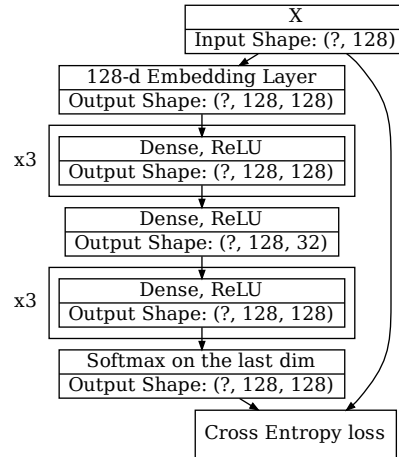 X
Input Shape: (?, 128)
128-d Embedding Layer
Output Shape: (?, 128, 128)
x3
Dense, ReLU
Output Shape: (?, 128, 128)
Dense, ReLU
Output Shape: (?, 128, 32)
x3
Dense, ReLU
Output Shape: (?, 128, 128)
Softmax on the last dim
Output Shape: (?, 128, 128)
Cross Entropy loss